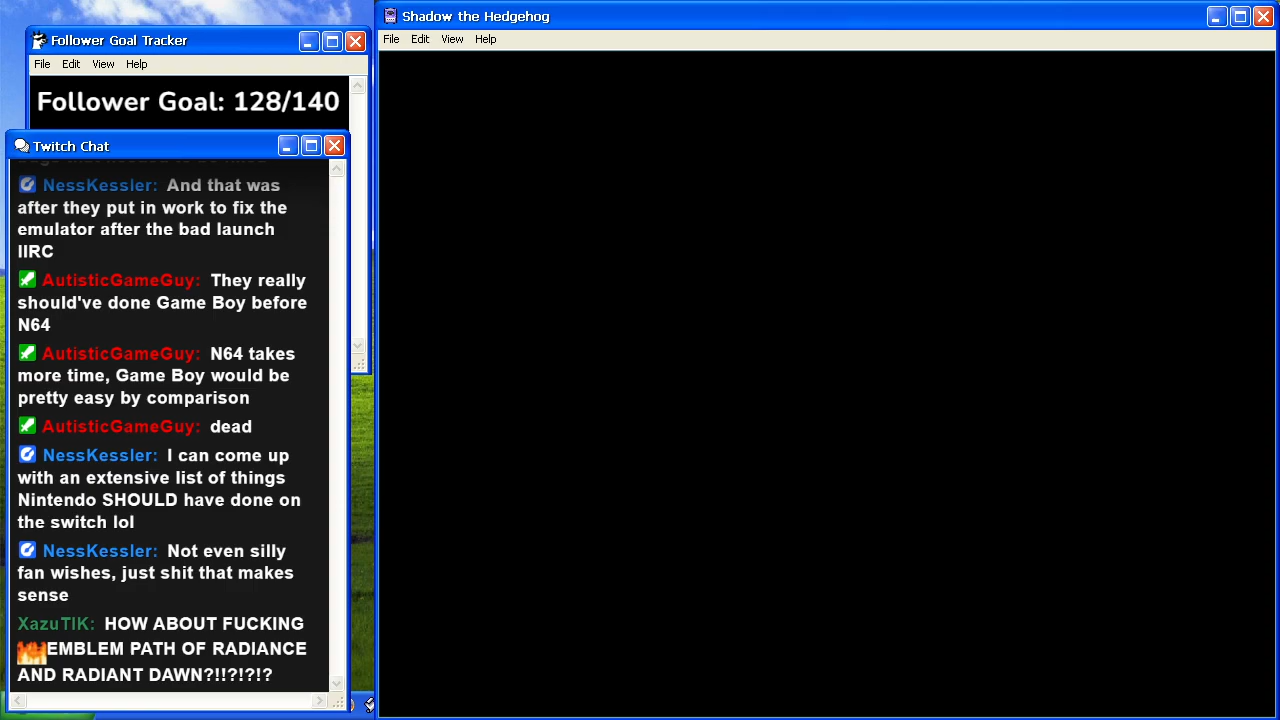 Follower Goal Tracker
File Edit View Help
Follower Goal: 128/140
Twitch Chat
NessKessler: And that was
after they put in work to fix the
emulator after the bad launch
IIRC
AutisticGameGuy: They really
should've done Game Boy before
N64
AutisticGameGuy: N64 takes
more time, Game Boy would be
pretty easy by comparison
AutisticGameGuy: dead
NessKessler: I can come up
with an extensive list of things
Nintendo SHOULD have done on
the switch lol
NessKessler: Not even silly
fan wishes, just shit that makes
sense
XazuTIK: HOW ABOUT FUCKING
EMBLEM PATH OF RADIANCE
AND RADIANT DAWN?!!?!?!?
Shadow the Hedgehog
File Edit View Help